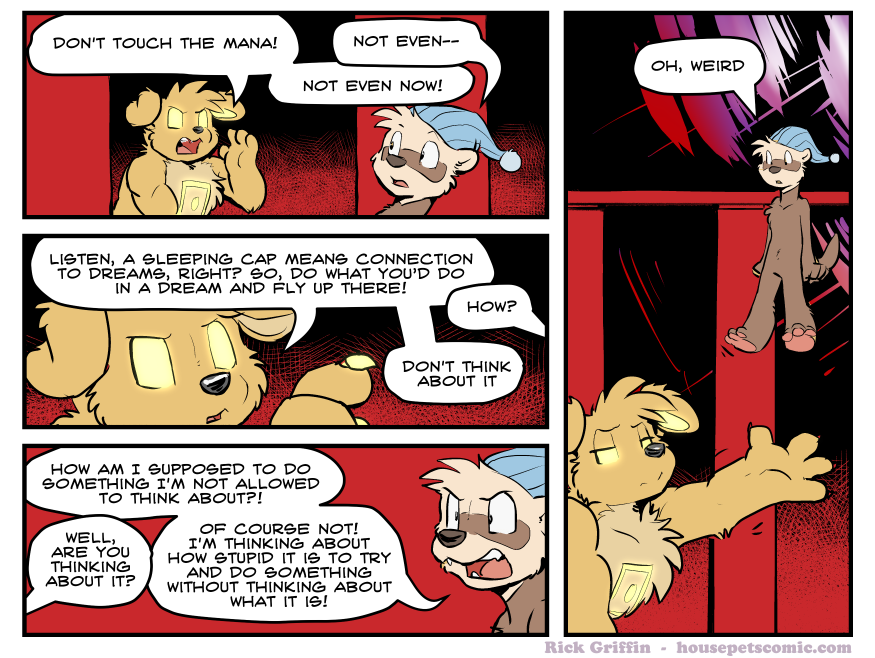 DON'T TOUCH THE MANA!
NOT EVEN--
NOT EVEN NOW!
LISTEN, A SLEEPING CAP MEANS CONNECTION
TO DREAMS, RIGHT? SO, DO WHAT YOU'D DO
IN A DREAM AND FLY UP THERE!
HOW?
DON'T THINK
ABOUT IT
HOW AM I SUPPOSED TO DO
SOMETHING I'M NOT ALLOWED
TO THINK ABOUT?!
WELL,
ARE YOU
THINKING
ABOUT IT?
OF COURSE NOT!
I'M THINKING ABOUT
HOW STUPID IT IS TO TRY
AND DO SOMETHING
WITHOUT THINKING ABOUT
WHAT IT IS!
OH, WEIRD
Rick Griffin - housepetscomic.com